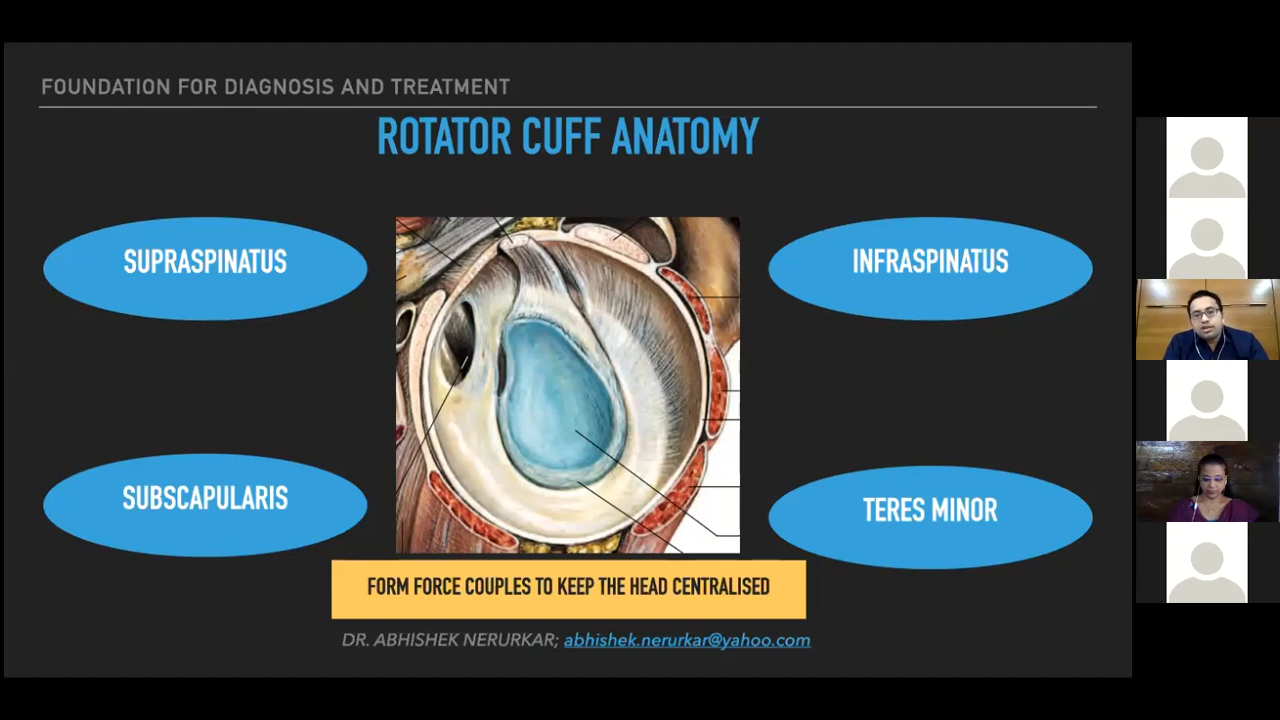 FOUNDATION FOR DIAGNOSIS AND TREATMENT
ROTATOR CUFF ANATOMY
SUPRASPINATUS
INFRASPINATUS
SUBSCAPULARIS
TERES MINOR
FORM FORCE COUPLES TO KEEP THE HEAD CENTRALISED
DR. ABHISHEK NERURKAR; abhishek.nerurkar@yahoo.com